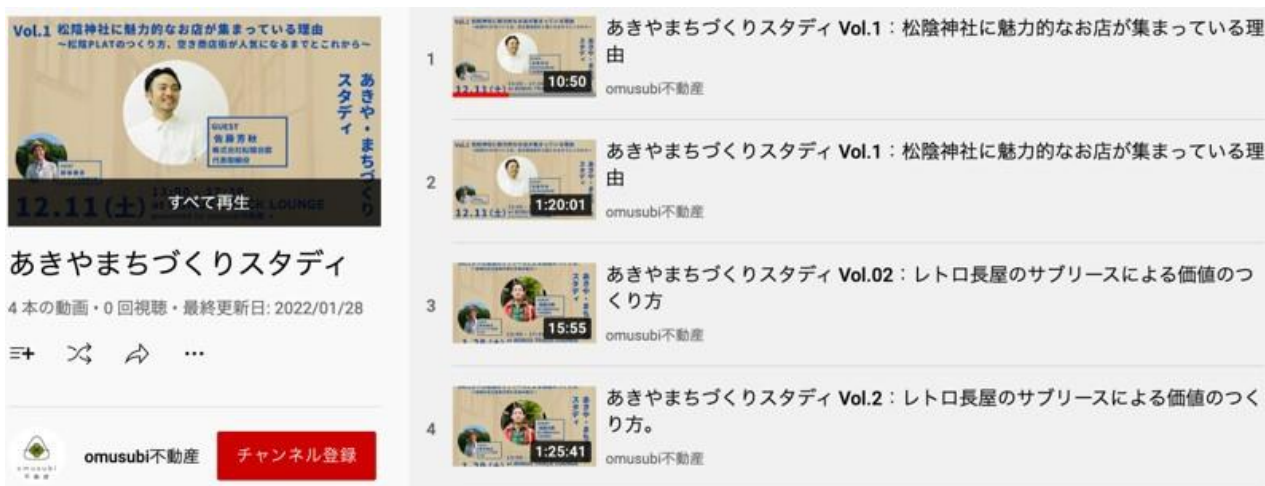 Vol.1 松陰神社に魅力的なお店が集まっている理由
〜松陰PLATのつくり方、空き商店街が人気になるまでとこれから〜
あきや・まちづくり
スタディ
GUEST
佐藤芳秋
株式会社松陰会舘
代表取締役
12.11(土)
LOUNGE
すべて再生
あきやまちづくりスタディ
4 本の動画・0 回視聴・最終更新日: 2022/01/28
omusubi不動産
チャンネル登録
1
10:50
あきやまちづくりスタディ Vol.1：松陰神社に魅力的なお店が集まっている理
由
omusubi不動産
2
1:20:01
あきやまちづくりスタディ Vol.1：松陰神社に魅力的なお店が集まっている理
由
omusubi不動産
3
15:55
あきやまちづくりスタディ Vol.02：レトロ長屋のサブリースによる価値のつ
くり方
omusubi不動産
4
1:25:41
あきやまちづくりスタディ Vol.2：レトロ長屋のサブリースによる価値のつく
り方。
omusubi不動産